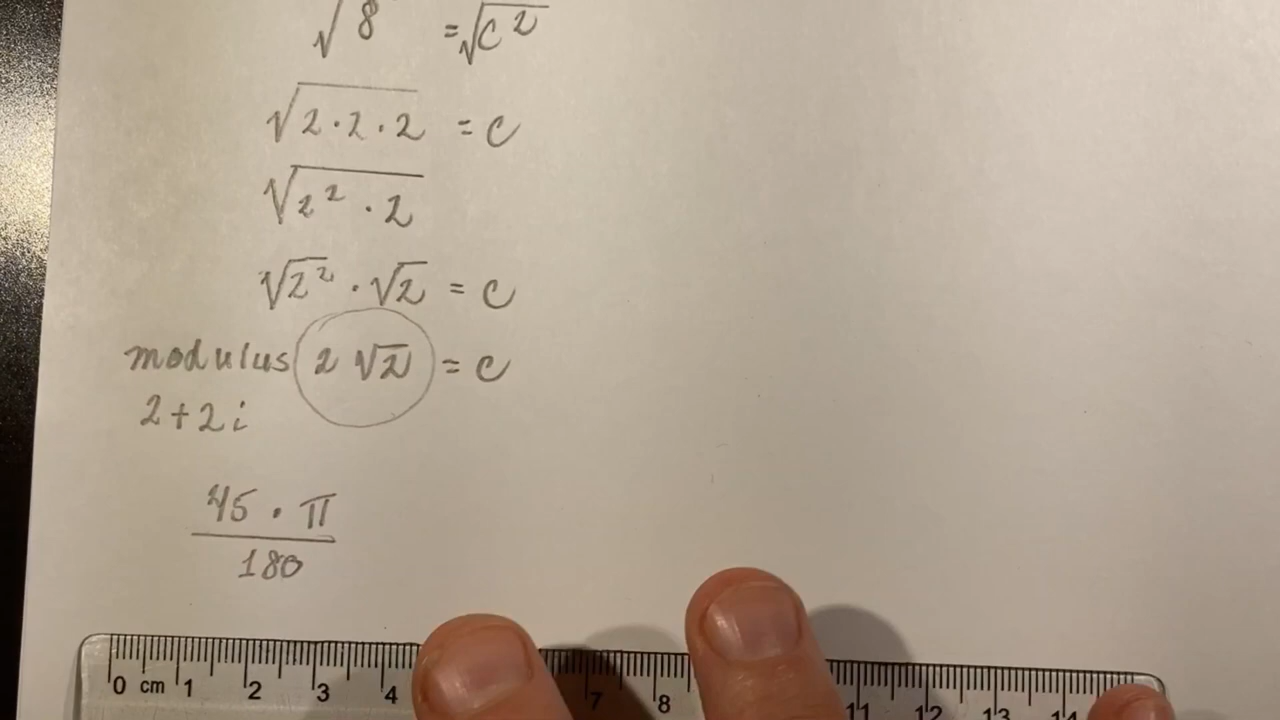 √8 = √c²
√2·2·2 = c
√2²·2
√2²·√2 = c
modulus 2√2 = c
2+2i
45·π
180
0 cm 1 2 3 4 7 8 11 12 13 14